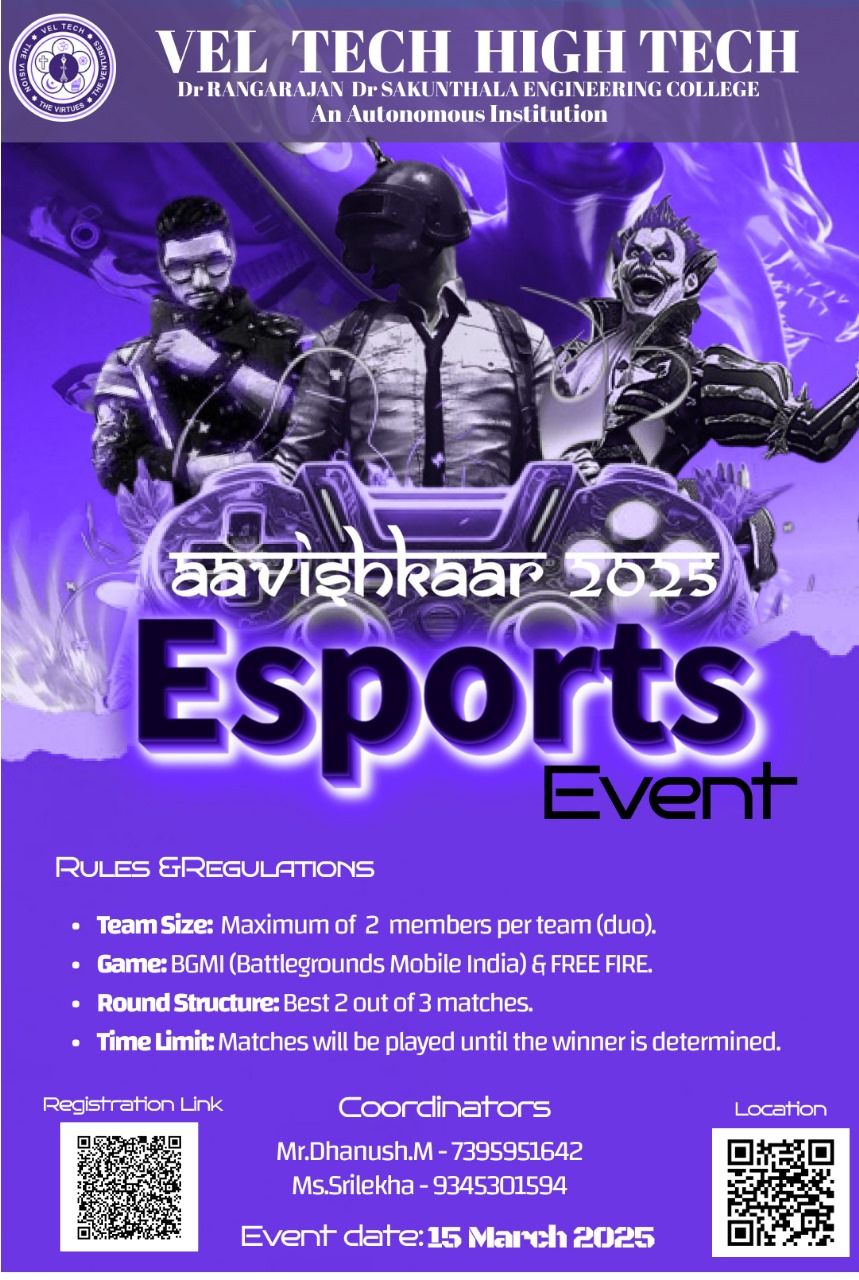 VEL TECH HIGH TECH
Dr RANGARAJAN Dr SAKUNTHALA ENGINEERING COLLEGE
An Autonomous Institution
VEL TECH
THE VISION • THE VIRTUES • THE VENTURES
aavishkaar 2025
Esports
Event
RULES &REGULATIONS
• Team Size: Maximum of 2 members per team (duo).
• Game: BGMI (Battlegrounds Mobile India) & FREE FIRE.
• Round Structure: Best 2 out of 3 matches.
• Time Limit: Matches will be played until the winner is determined.
Registration Link
Coordinators
Location
Mr.Dhanush.M - 7395951642
Ms.Srilekha - 9345301594
Event date: 15 March 2025